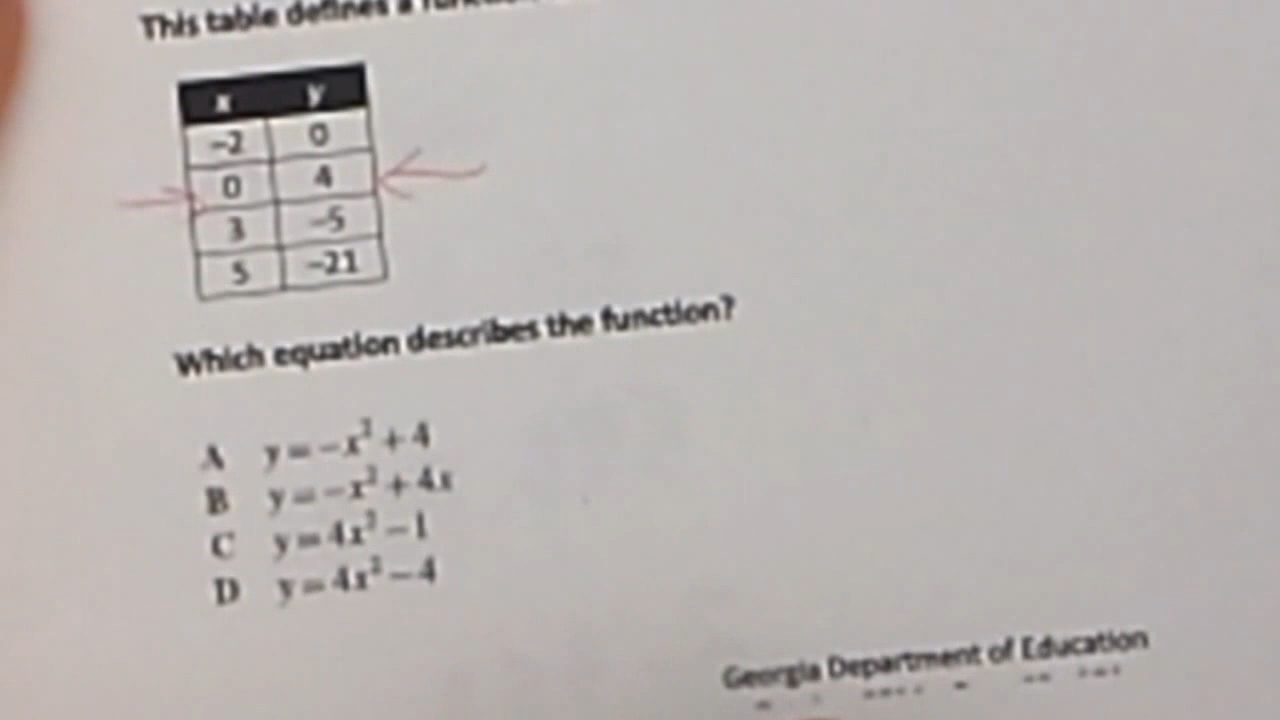 This table defines a
x y
-2 0
0 4
3 -5
5 -21
Which equation describes the function?
A y = -x² + 4
B y = -x² + 4x
C y = 4x² - 1
D y = 4x² - 4
Georgia Department of Education